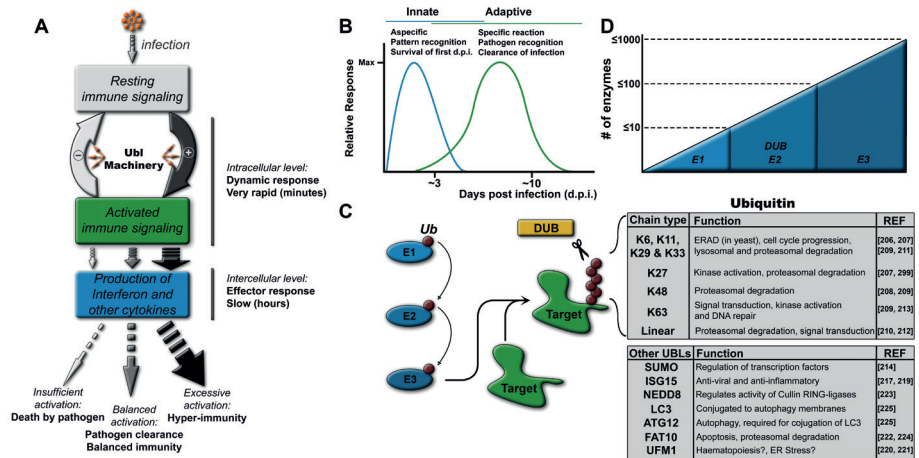 A
infection
Resting
immune signaling
Ubl
Machinery
Activated
immune signaling
Intracellular level:
Dynamic response
Very rapid (minutes)
Production of
Interferon and
other cytokines
Intercellular level:
Effector response
Slow (hours)
Insufficient
activation:
Death by pathogen
Balanced
activation:
Pathogen clearance
Balanced immunity
Excessive
activation:
Hyper-immunity
B
Innate
Adaptive
Aspecific
Pattern recognition
Survival of first d.p.i.
Specific reaction
Pathogen recognition
Clearance of infection
Max
Relative Response
~3
~10
Days post infection (d.p.i.)
C
Ub
E1
E2
E3
DUB
Target
Target
D
# of enzymes
≤1000
≤100
≤10
E1
DUB
E2
E3
Ubiquitin
Chain type Function REF
K6, K11,
K29 & K33
ERAD (in yeast), cell cycle progression,
lysosomal and proteasomal degradation
[206, 207]
[209, 211]
K27 Kinase activation, proteasomal degradation [207, 299]
K48 Proteasomal degradation [208, 209]
K63
Signal transduction, kinase activation
and DNA repair
[209, 213]
Linear Proteasomal degradation, signal transduction [210, 212]
Other UBLs Function REF
SUMO Regulation of transcription factors [214]
ISG15 Anti-viral and anti-inflammatory [217, 219]
NEDD8 Regulates activity of Cullin RING-ligases [223]
LC3 Conjugated to autophagy membranes [225]
ATG12 Autophagy, required for cojugation of LC3 [225]
FAT10 Apoptosis, proteasomal degradation [222, 224]
UFM1 Haematopoiesis?, ER Stress? [220, 221]